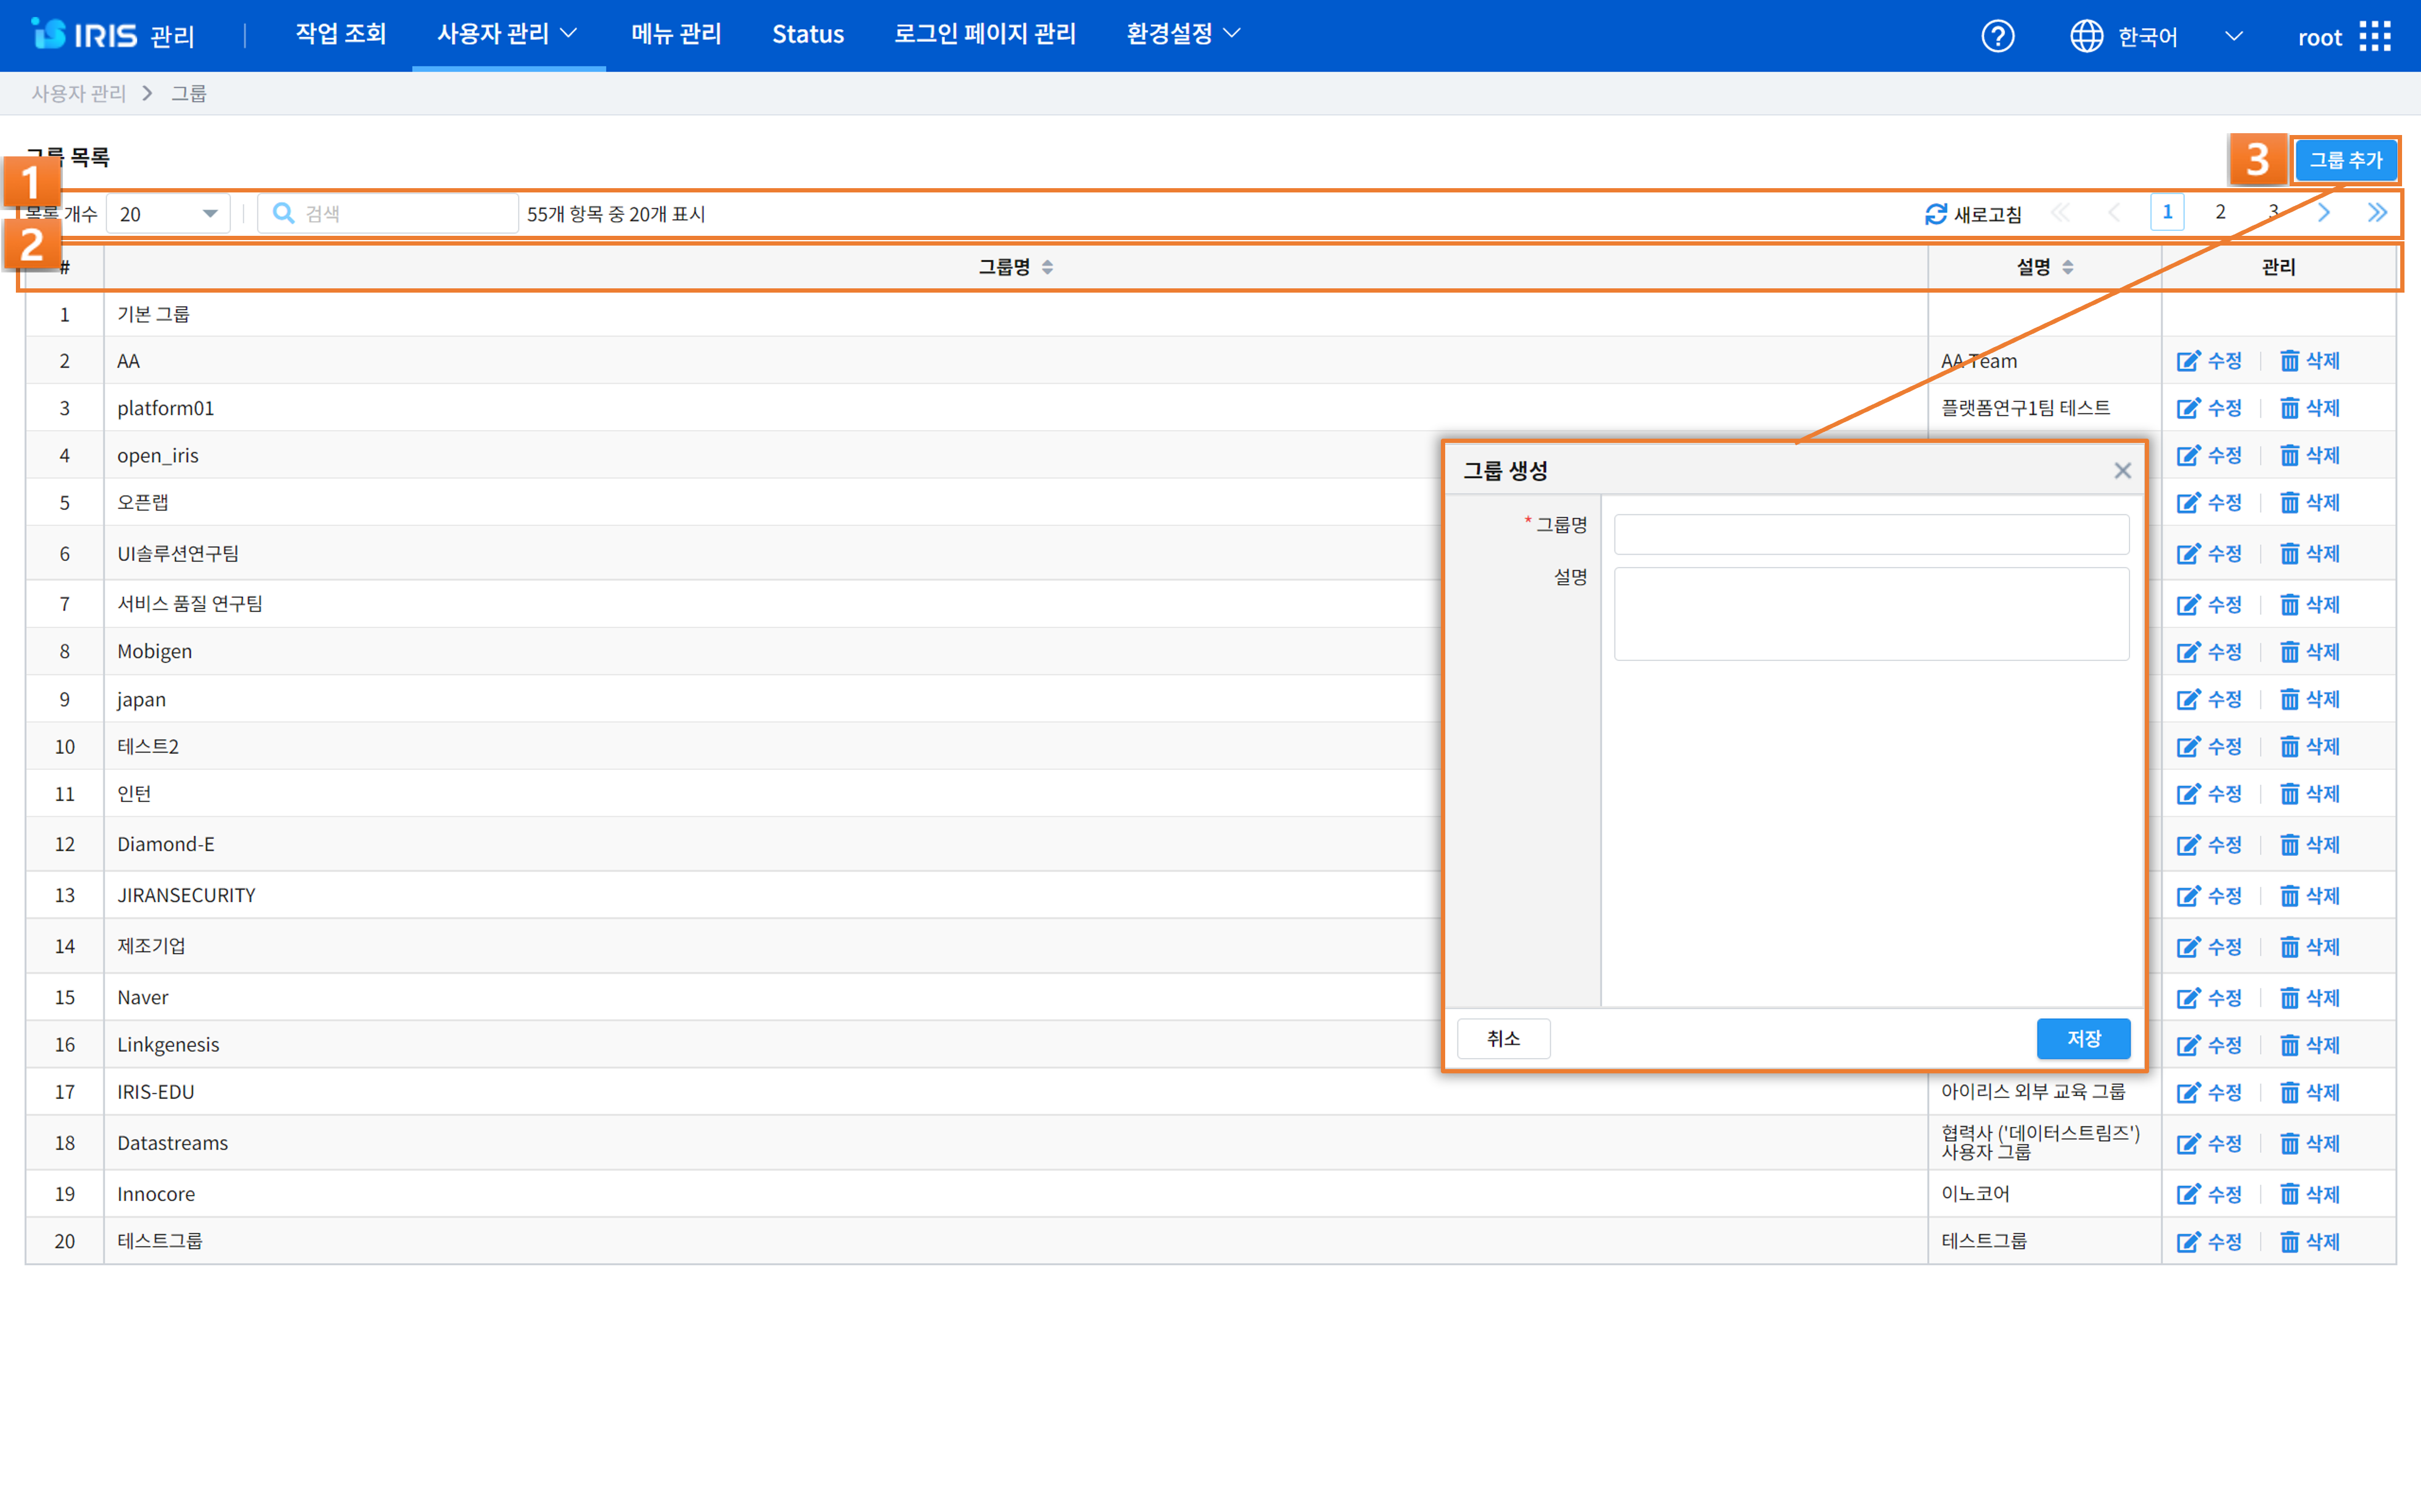 IRIS 관리 작업 조회 사용자 관리 메뉴 관리 Status 로그인 페이지 관리 환경설정 한국어 root
사용자 관리 > 그룹
그룹 목록
3 그룹 추가
1
목록 개수 20 검색 55개 항목 중 20개 표시 새로고침 1 2 3
2
# 그룹명 설명 관리
1 기본 그룹
2 AA AA Team 수정 삭제
3 platform01 플랫폼연구1팀 테스트 수정 삭제
4 open_iris 수정 삭제
5 오픈랩 수정 삭제
6 UI솔루션연구팀 수정 삭제
7 서비스 품질 연구팀 수정 삭제
8 Mobigen 수정 삭제
9 japan 수정 삭제
10 테스트2 수정 삭제
11 인턴 수정 삭제
12 Diamond-E 수정 삭제
13 JIRANSECURITY 수정 삭제
14 제조기업 수정 삭제
15 Naver 수정 삭제
16 Linkgenesis 수정 삭제
17 IRIS-EDU 아이리스 외부 교육 그룹 수정 삭제
18 Datastreams 협력사 ('데이터스트림즈')
사용자 그룹 수정 삭제
19 Innocore 이노코어 수정 삭제
20 테스트그룹 테스트그룹 수정 삭제
그룹 생성
* 그룹명
설명
취소 저장